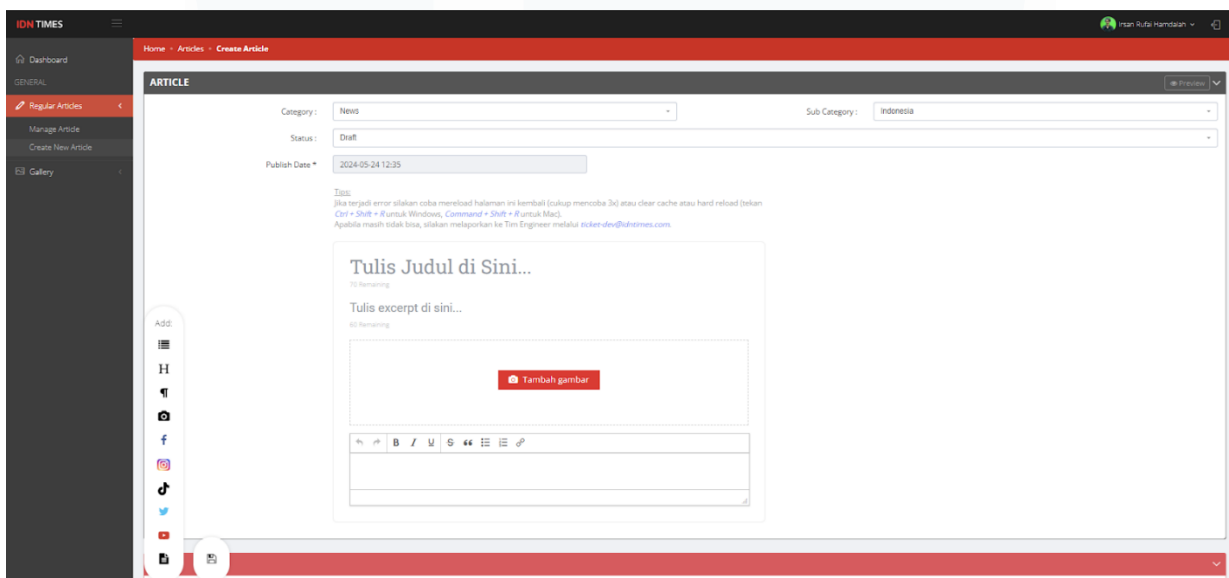 IDN TIMES
Irsan Rufai Hamdalah
Dashboard
GENERAL
Regular Articles
Manage Article
Create New Article
Gallery
Home • Articles • Create Article
ARTICLE
Preview
Category :
News
Sub Category :
Indonesia
Status :
Draft
Publish Date *
2024-05-24 12:35
Tips:
Jika terjadi error silakan coba mereload halaman ini kembali (cukup mencoba 3x) atau clear cache atau hard reload (tekan
Ctrl + Shift + R untuk Windows, Command + Shift + R untuk Mac).
Apabila masih tidak bisa, silakan melaporkan ke Tim Engineer melalui ticket-dev@idntimes.com.
Tulis Judul di Sini...
70 Remaining
Tulis excerpt di sini...
60 Remaining
Tambah gambar
Add:
H
B I U S